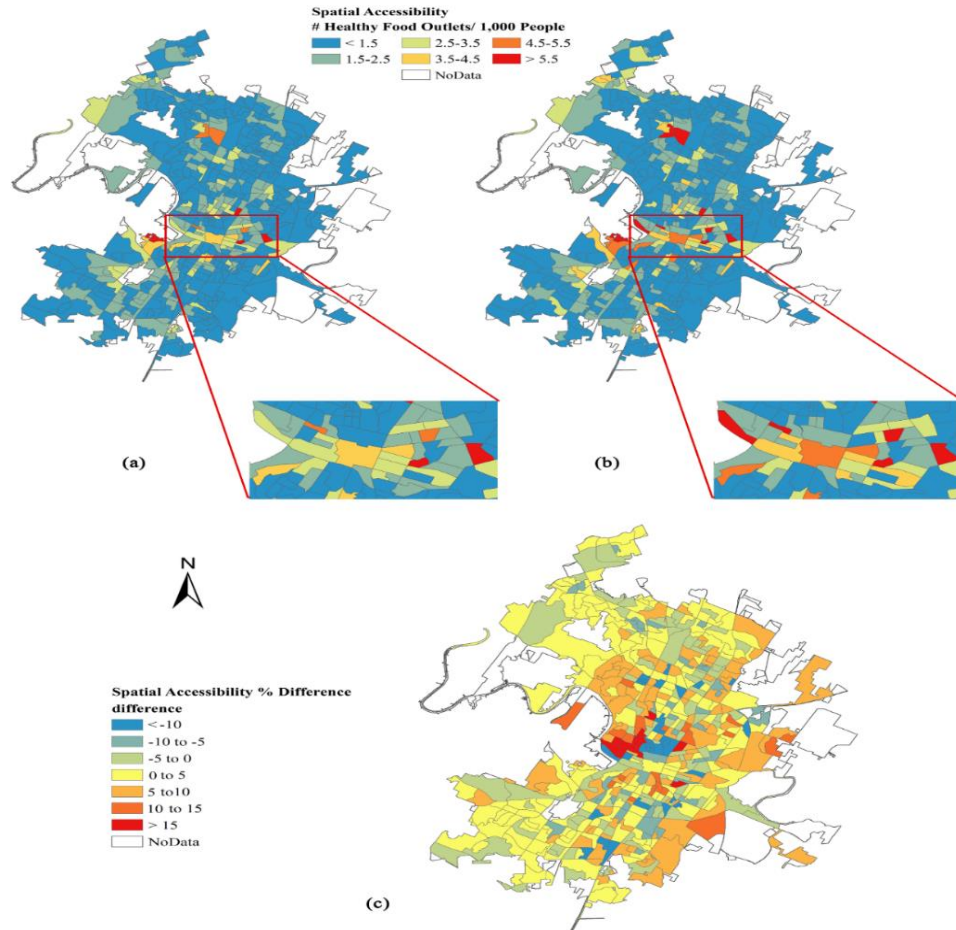 Spatial Accessibility
# Healthy Food Outlets/ 1,000 People
< 1.5 2.5-3.5 4.5-5.5
1.5-2.5 3.5-4.5 > 5.5
NoData
(a)
(b)
N
Spatial Accessibility % Difference
difference
< -10
-10 to -5
-5 to 0
0 to 5
5 to10
10 to 15
> 15
NoData
(c)